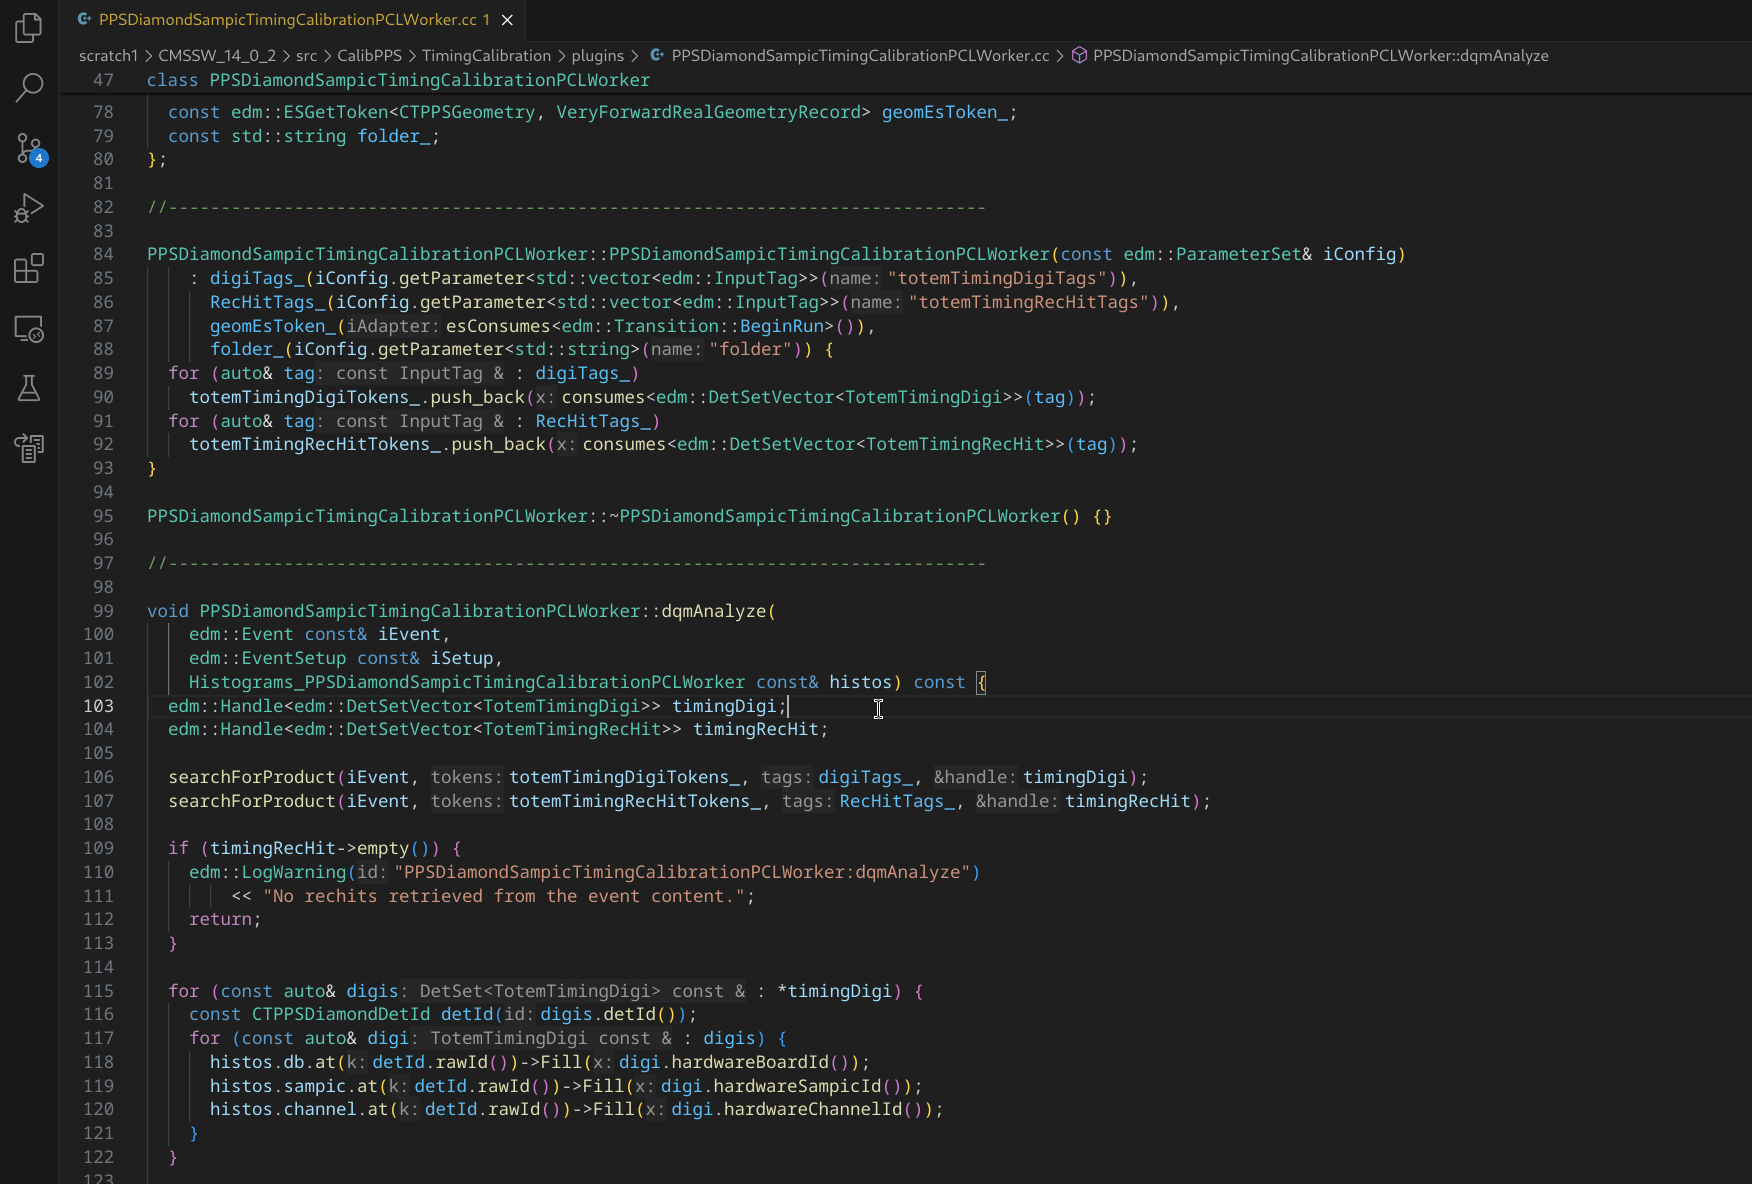 PPSDiamondSampicTimingCalibrationPCLWorker.cc 1
scratch1 > CMSSW_14_0_2 > src > CalibPPS > TimingCalibration > plugins > PPSDiamondSampicTimingCalibrationPCLWorker.cc > PPSDiamondSampicTimingCalibrationPCLWorker::dqmAnalyze
47 class PPSDiamondSampicTimingCalibrationPCLWorker
78 const edm::ESGetToken<CTPPSGeometry, VeryForwardRealGeometryRecord> geomEsToken_;
79 const std::string folder_;
80 };
81
82 //------------------------------------------------------------------------------
83
84 PPSDiamondSampicTimingCalibrationPCLWorker::PPSDiamondSampicTimingCalibrationPCLWorker(const edm::ParameterSet& iConfig)
85 : digiTags_(iConfig.getParameter<std::vector<edm::InputTag>>(name: "totemTimingDigiTags")),
86 RecHitTags_(iConfig.getParameter<std::vector<edm::InputTag>>(name: "totemTimingRecHitTags")),
87 geomEsToken_(iAdapter: esConsumes<edm::Transition::BeginRun>()),
88 folder_(iConfig.getParameter<std::string>(name: "folder")) {
89 for (auto& tag: const InputTag & : digiTags_)
90 totemTimingDigiTokens_.push_back(x: consumes<edm::DetSetVector<TotemTimingDigi>>(tag));
91 for (auto& tag: const InputTag & : RecHitTags_)
92 totemTimingRecHitTokens_.push_back(x: consumes<edm::DetSetVector<TotemTimingRecHit>>(tag));
93 }
94
95 PPSDiamondSampicTimingCalibrationPCLWorker::~PPSDiamondSampicTimingCalibrationPCLWorker() {}
96
97 //------------------------------------------------------------------------------
98
99 void PPSDiamondSampicTimingCalibrationPCLWorker::dqmAnalyze(
100 edm::Event const& iEvent,
101 edm::EventSetup const& iSetup,
102 Histograms_PPSDiamondSampicTimingCalibrationPCLWorker const& histos) const {
103 edm::Handle<edm::DetSetVector<TotemTimingDigi>> timingDigi;
104 edm::Handle<edm::DetSetVector<TotemTimingRecHit>> timingRecHit;
105
106 searchForProduct(iEvent, tokens: totemTimingDigiTokens_, tags: digiTags_, &handle: timingDigi);
107 searchForProduct(iEvent, tokens: totemTimingRecHitTokens_, tags: RecHitTags_, &handle: timingRecHit);
108
109 if (timingRecHit->empty()) {
110 edm::LogWarning(id: "PPSDiamondSampicTimingCalibrationPCLWorker:dqmAnalyze")
111 << "No rechits retrieved from the event content.";
112 return;
113 }
114
115 for (const auto& digis: DetSet<TotemTimingDigi> const & : *timingDigi) {
116 const CTPPSDiamondDetId detId(id: digis.detId());
117 for (const auto& digi: TotemTimingDigi const & : digis) {
118 histos.db.at(k: detId.rawId())->Fill(x: digi.hardwareBoardId());
119 histos.sampic.at(k: detId.rawId())->Fill(x: digi.hardwareSampicId());
120 histos.channel.at(k: detId.rawId())->Fill(x: digi.hardwareChannelId());
121 }
122 }
123
4